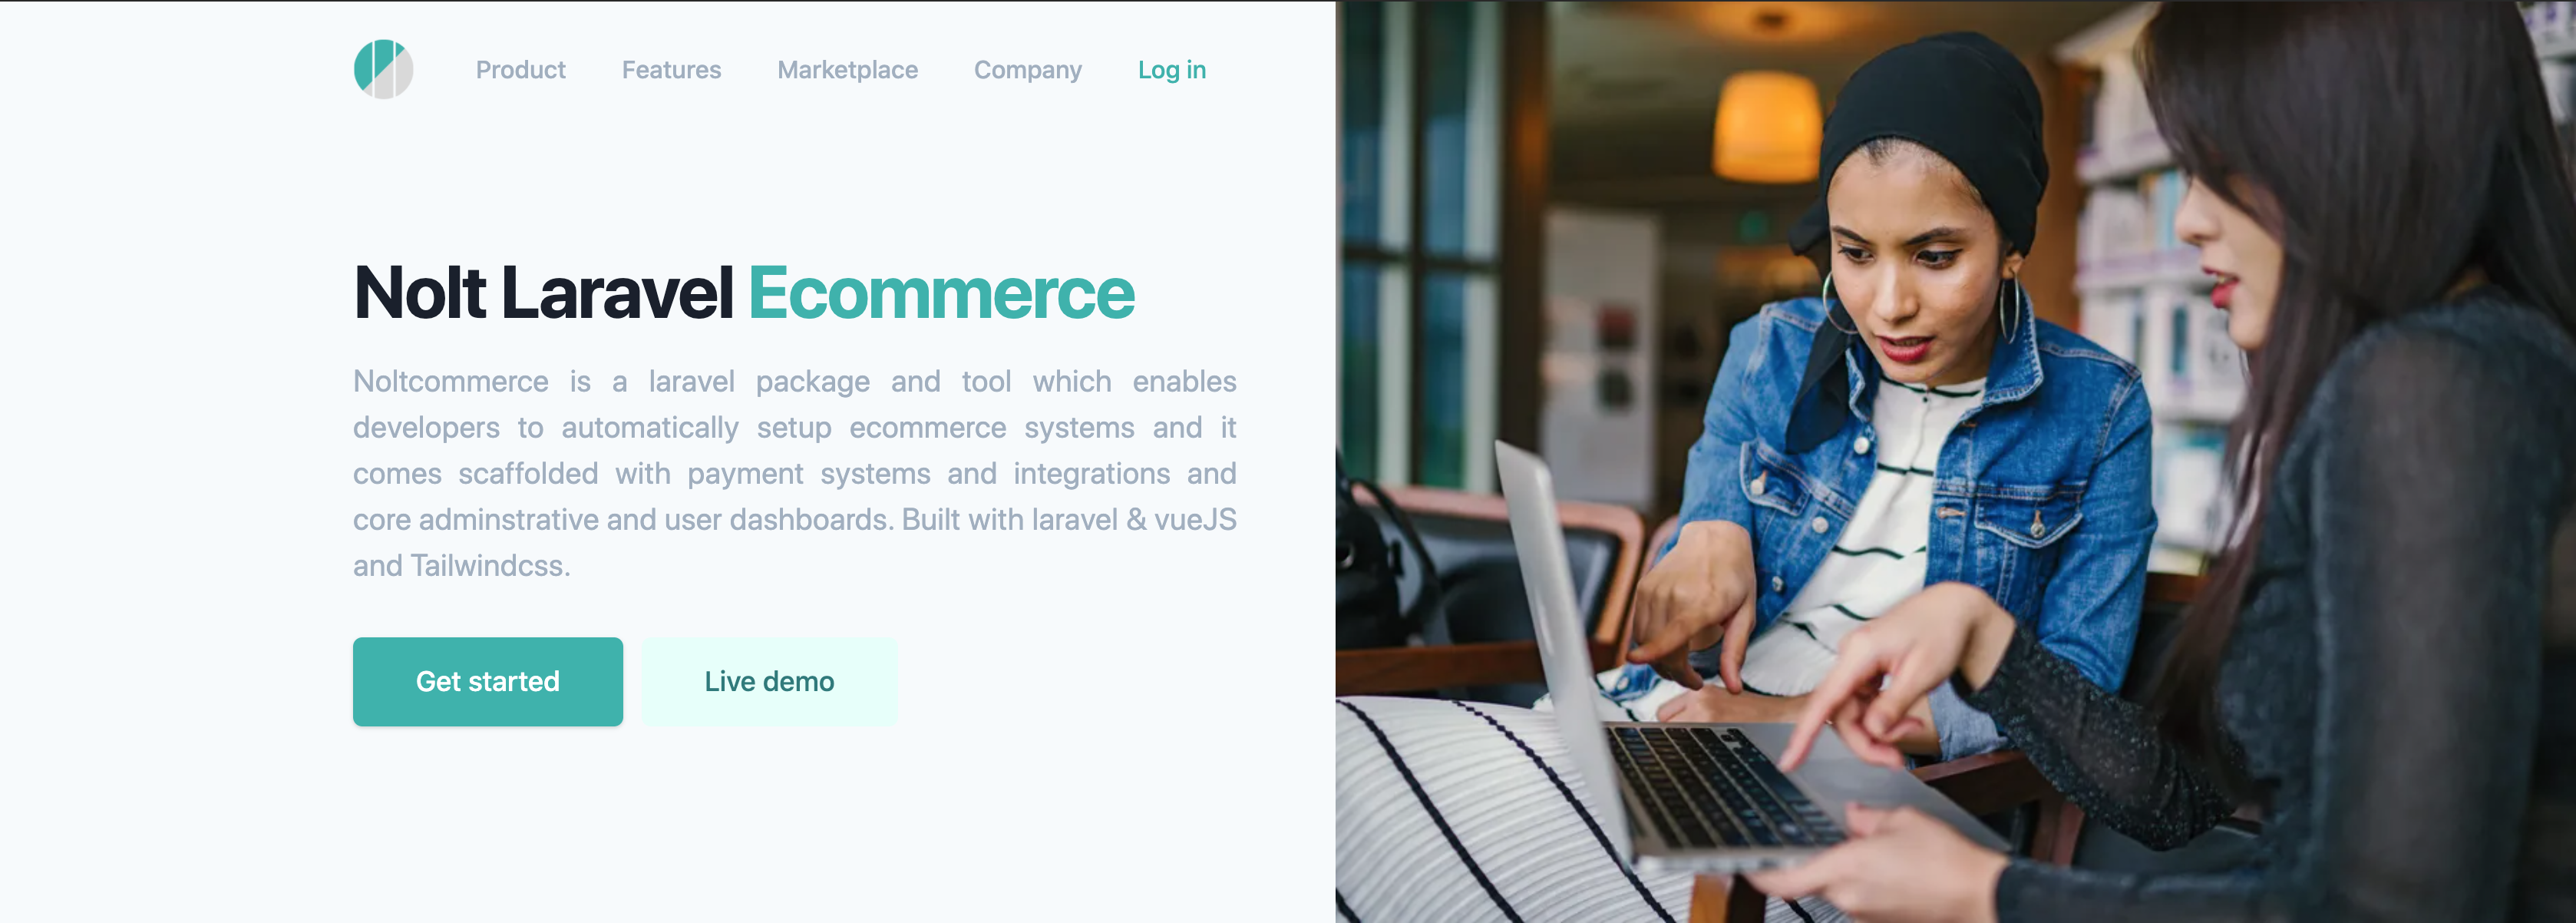 Product Features Marketplace Company Log in
Nolt Laravel Ecommerce
Noltcommerce is a laravel package and tool which enables
developers to automatically setup ecommerce systems and it
comes scaffolded with payment systems and integrations and
core adminstrative and user dashboards. Built with laravel & vueJS
and Tailwindcss.
Get started Live demo